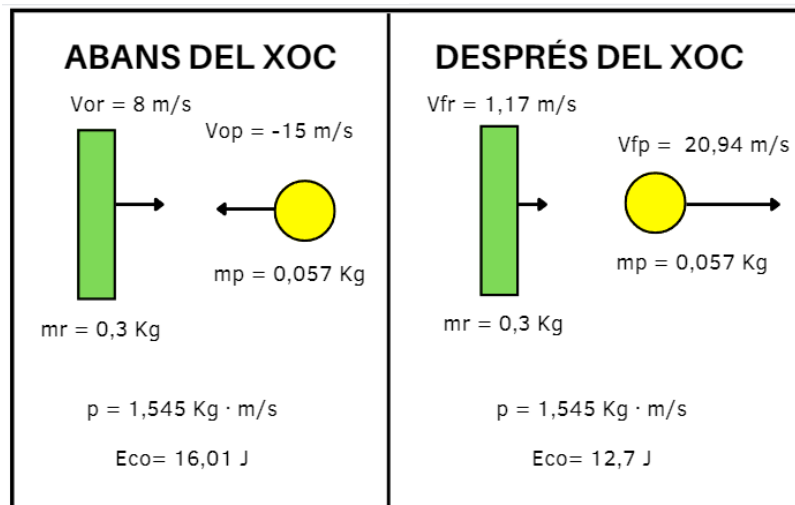 ABANS DEL XOC
Vor = 8 m/s
Vop = -15 m/s
mp = 0,057 Kg
mr = 0,3 Kg
p = 1,545 Kg · m/s
Eco= 16,01 J
DESPRÉS DEL XOC
Vfr = 1,17 m/s
Vfp = 20,94 m/s
mp = 0,057 Kg
mr = 0,3 Kg
p = 1,545 Kg · m/s
Eco= 12,7 J